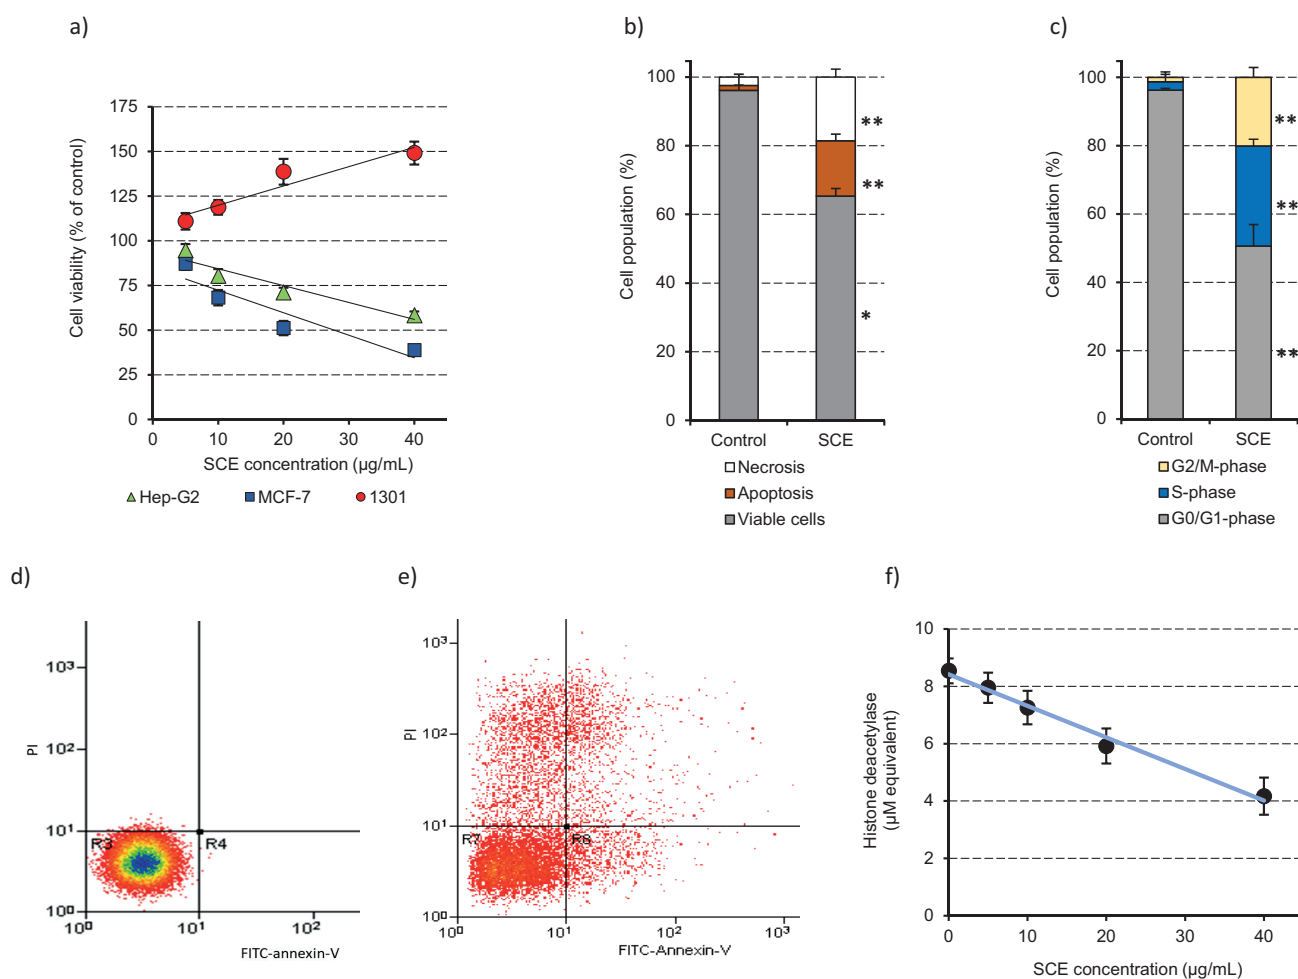 a)
b)
c)
175
150
125
100
75
50
25
0
Cell viability (% of control)
0 10 20 30 40
SCE concentration (µg/mL)
Hep-G2 MCF-7 1301
100
80
60
40
20
0
Cell population (%)
**
**
*
Control SCE
Necrosis
Apoptosis
Viable cells
100
80
60
40
20
0
Cell population (%)
**
**
**
Control SCE
G2/M-phase
S-phase
G0/G1-phase
d)
e)
f)
10³
10²
10¹
10⁰
PI
R3 R4
10⁰ 10¹ 10²
FITC-annexin-V
10³
10²
10¹
10⁰
PI
R7 R8
10⁰ 10¹ 10² 10³
FITC-Annexin-V
10
8
6
4
2
0
Histone deacetylase
(µM equivalent)
0 10 20 30 40
SCE concentration (µg/mL)